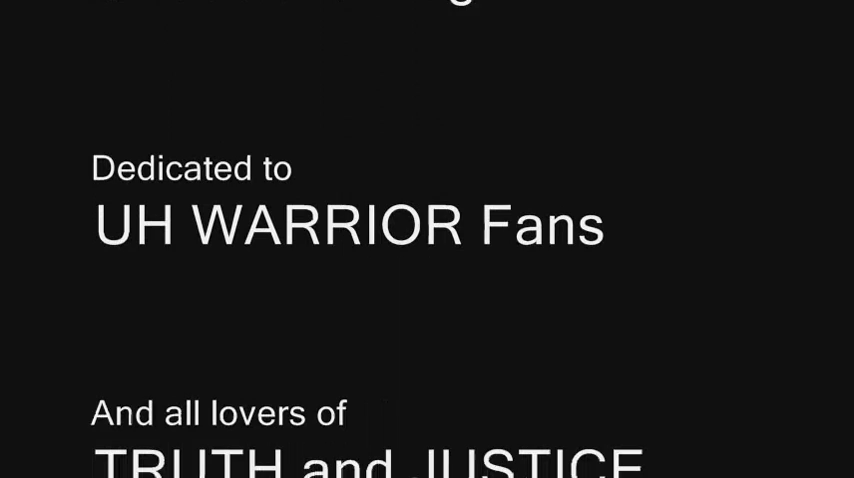 Dedicated to
UH WARRIOR Fans
And all lovers of
TRUTH and JUSTICE